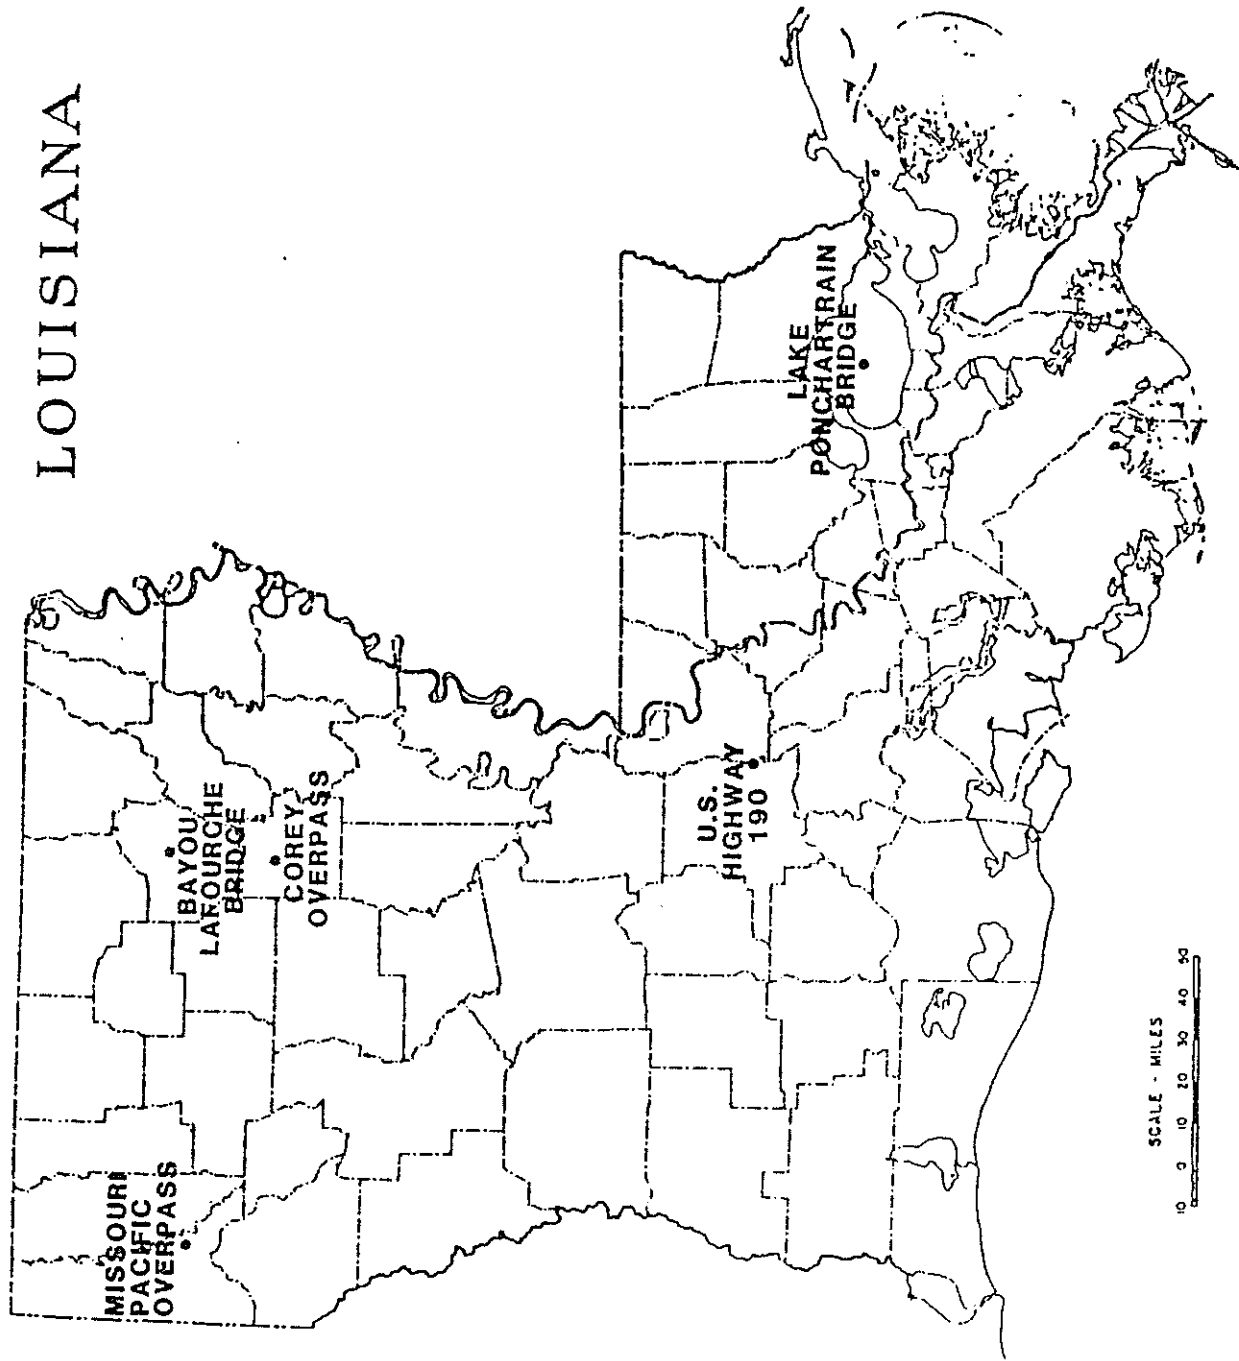 LOUISIANA
MISSOURI
PACIFIC
OVERPASS
BAYOU
LAFOURCHE
BRIDGE
COREY
OVERPASS
U.S.
HIGHWAY
190
LAKE
PONCHARTRAIN
BRIDGE
SCALE - MILES
10 0 10 20 30 40 50